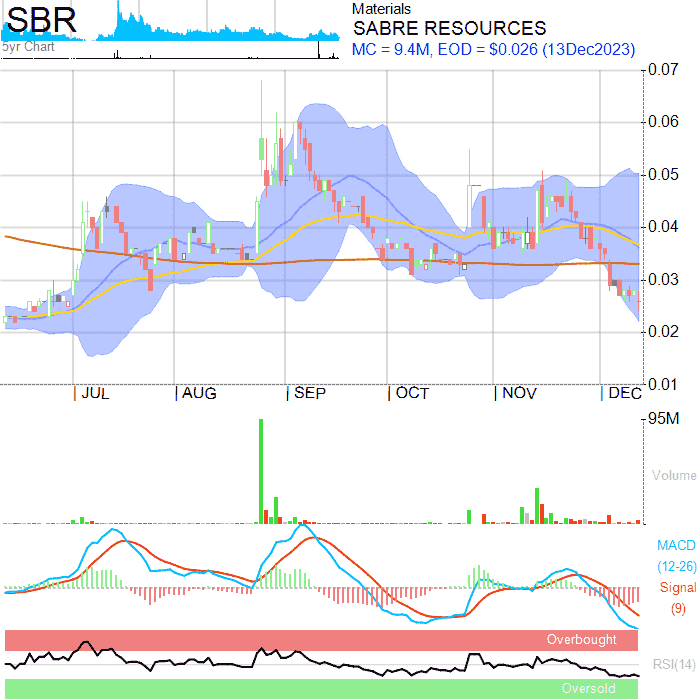 SBR
5yr Chart
Materials
SABRE RESOURCES
MC = 9.4M, EOD = $0.026 (13Dec2023)
0.07
0.06
0.05
0.04
0.03
0.02
0.01
JUL AUG SEP OCT NOV DEC
95M
Volume
MACD
(12-26)
Signal
(9)
Overbought
RSI(14)
Oversold